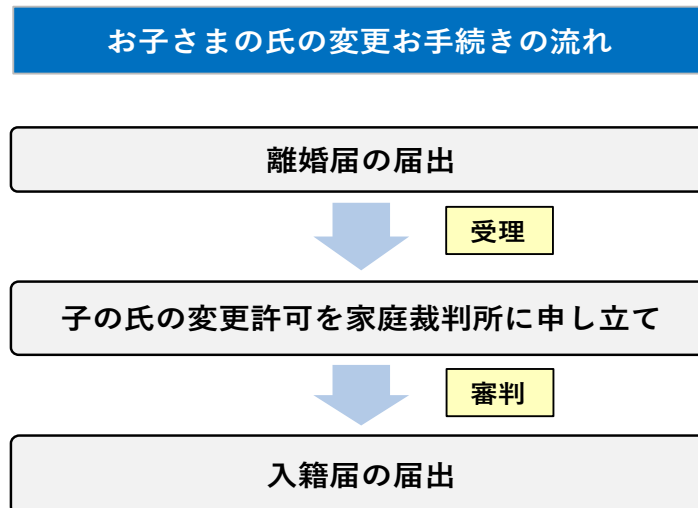 お子さまの氏の変更お手続きの流れ
離婚届の届出
受理
子の氏の変更許可を家庭裁判所に申し立て
審判
入籍届の届出